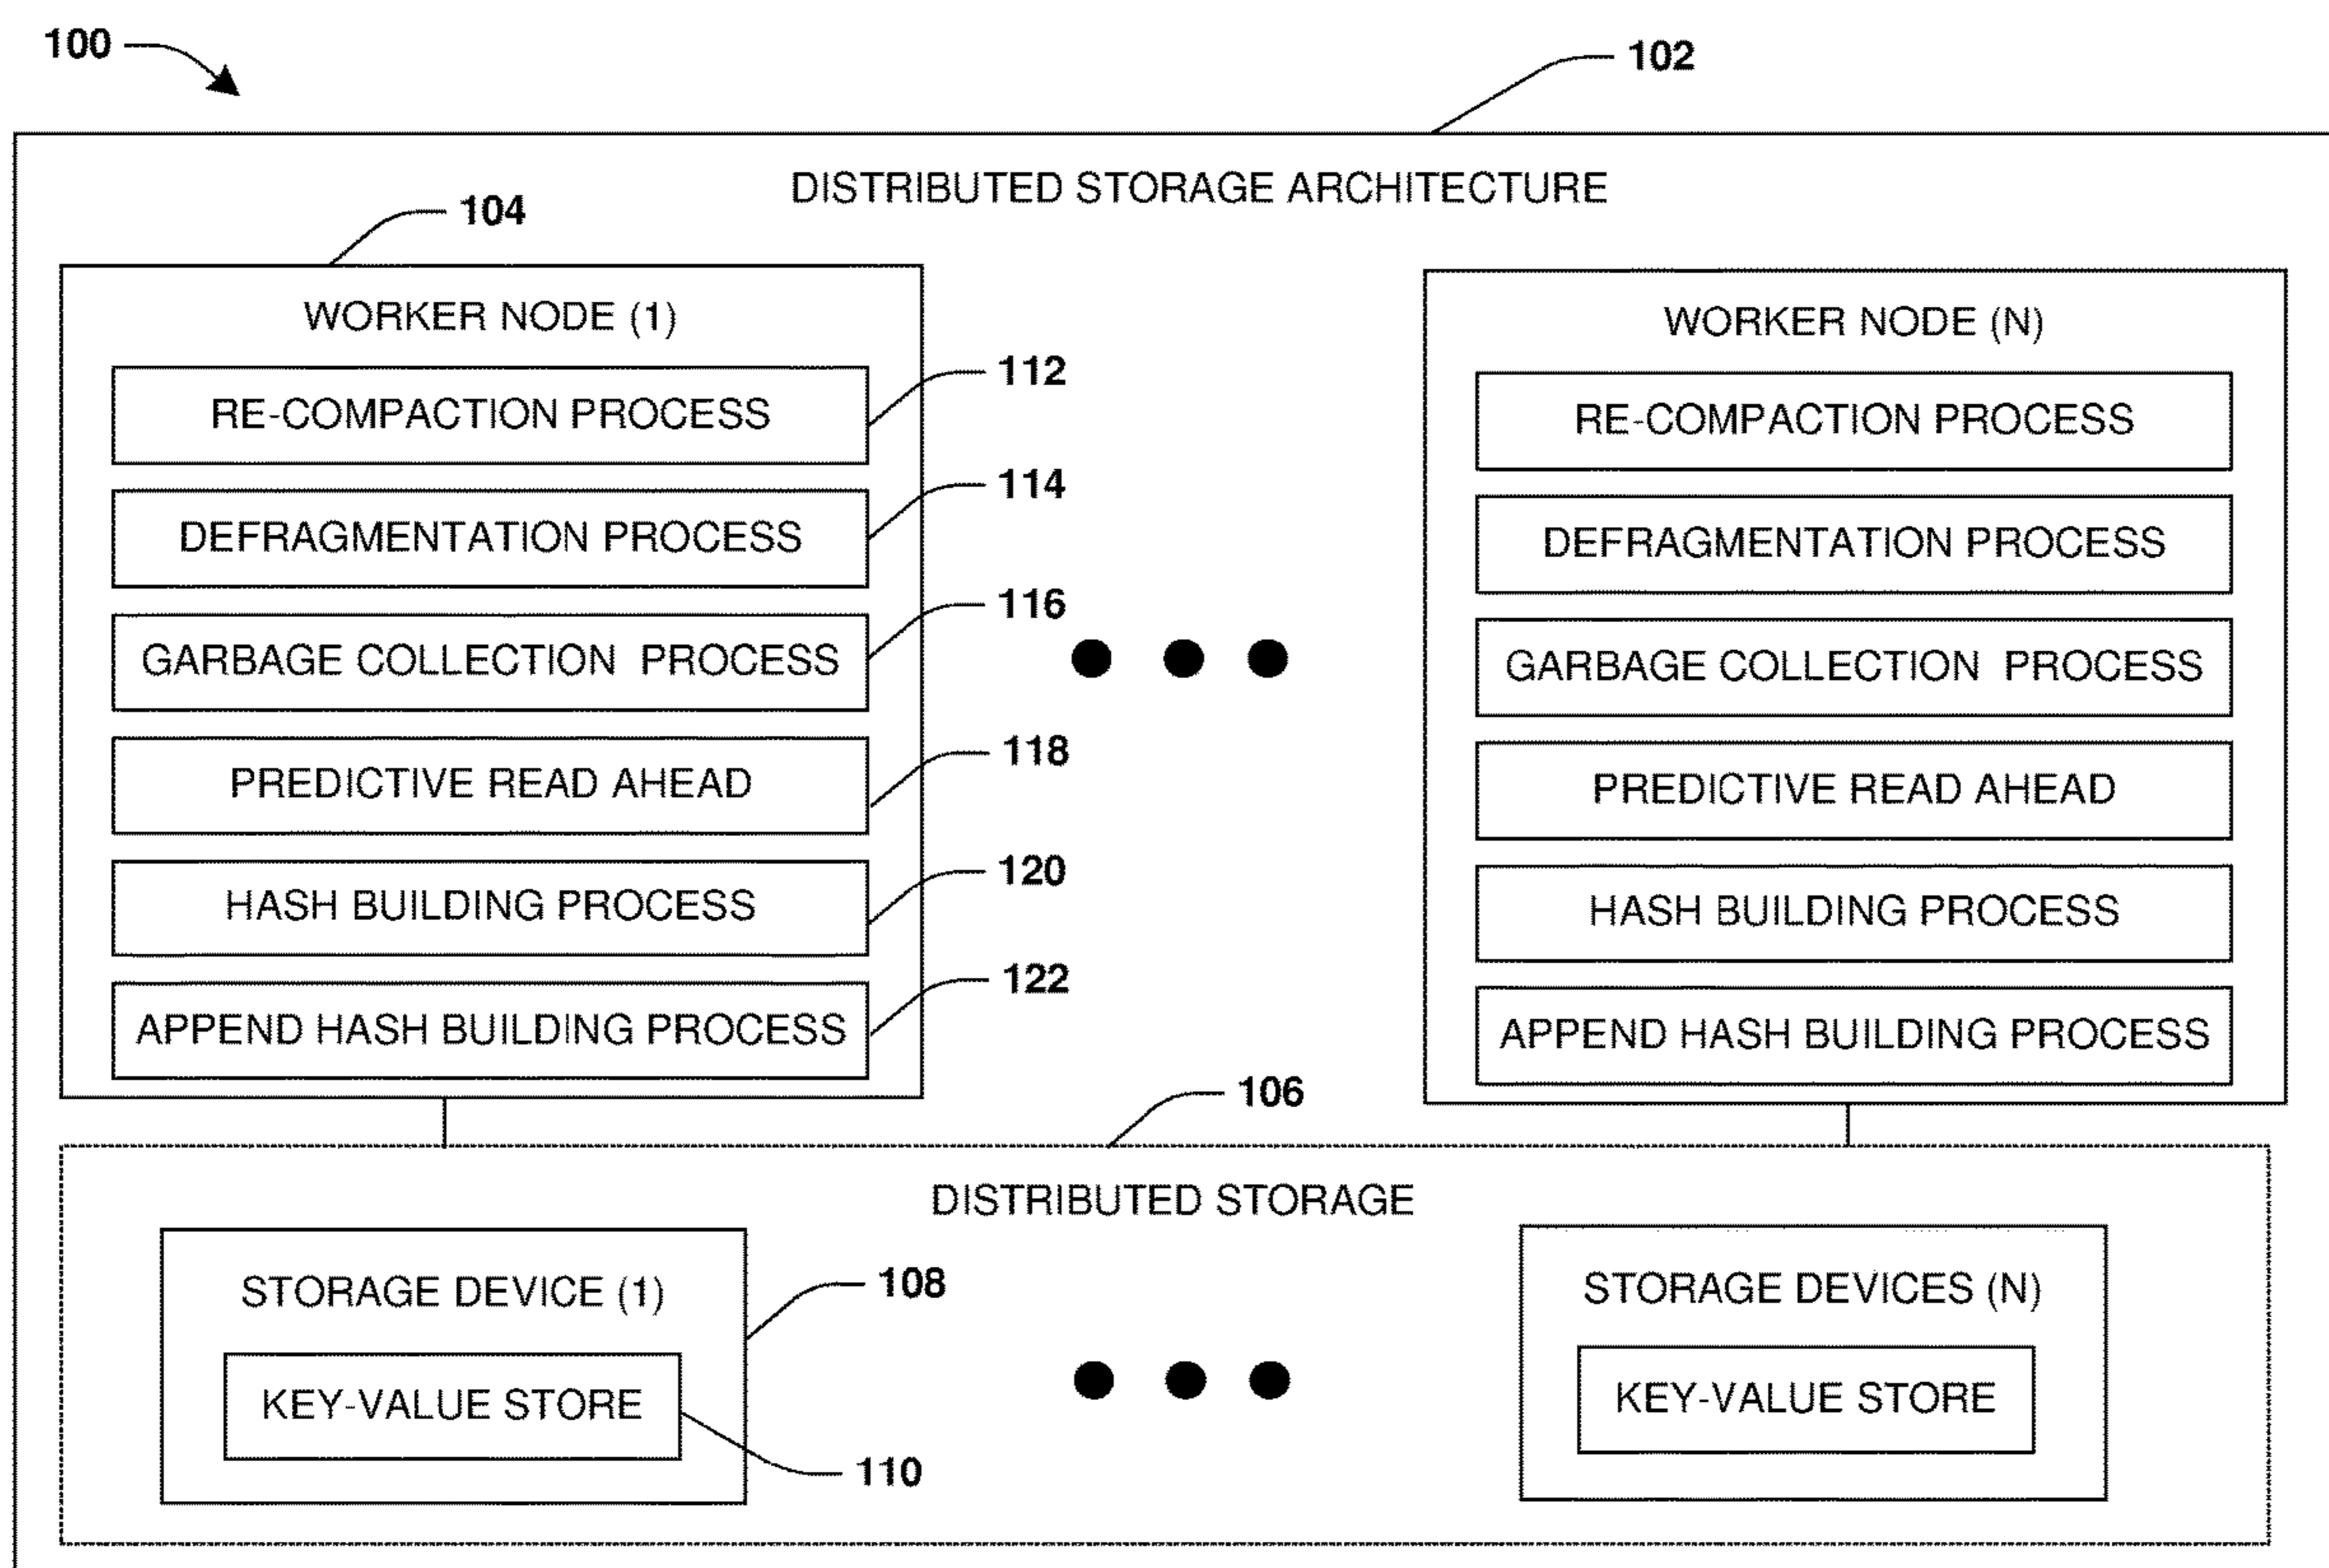 100
102
DISTRIBUTED STORAGE ARCHITECTURE
104
WORKER NODE (1)
112
RE-COMPACTION PROCESS
114
DEFRAGMENTATION PROCESS
116
GARBAGE COLLECTION PROCESS
118
PREDICTIVE READ AHEAD
120
HASH BUILDING PROCESS
122
APPEND HASH BUILDING PROCESS
WORKER NODE (N)
RE-COMPACTION PROCESS
DEFRAGMENTATION PROCESS
GARBAGE COLLECTION PROCESS
PREDICTIVE READ AHEAD
HASH BUILDING PROCESS
APPEND HASH BUILDING PROCESS
106
DISTRIBUTED STORAGE
STORAGE DEVICE (1)
108
KEY-VALUE STORE
110
STORAGE DEVICES (N)
KEY-VALUE STORE